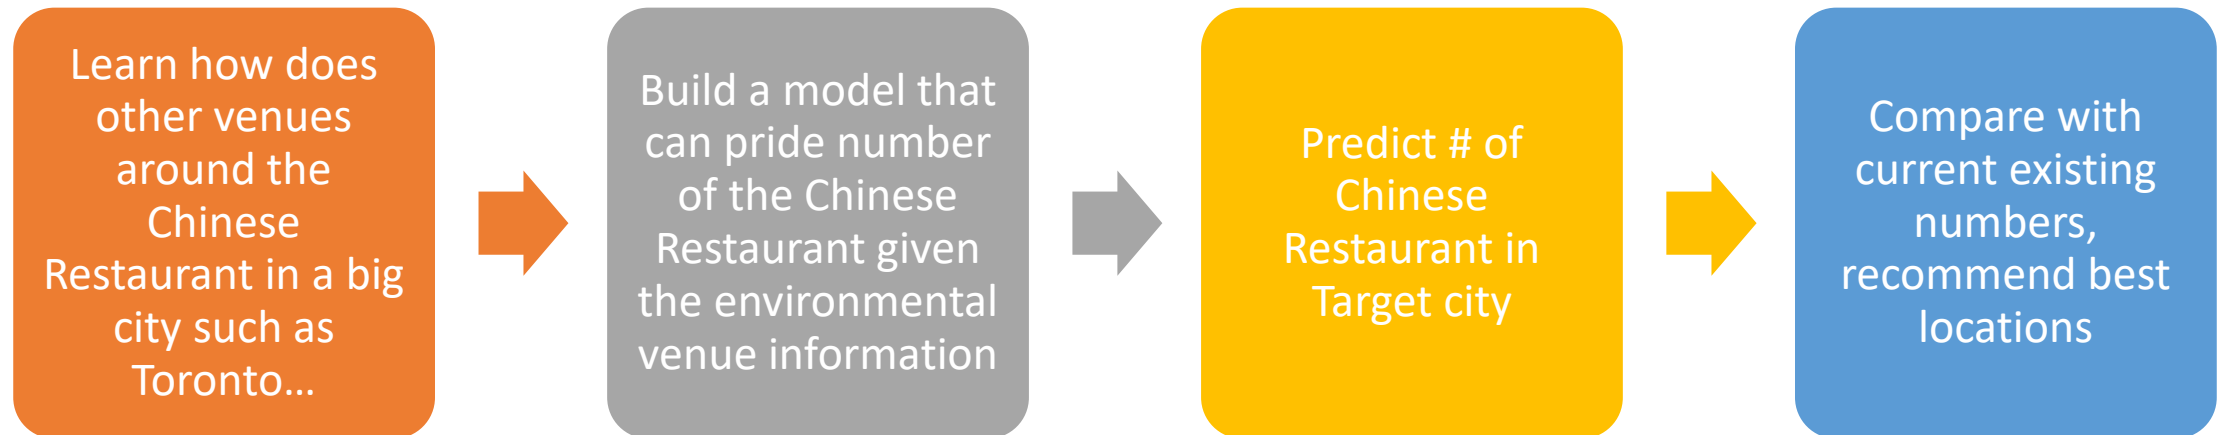 Learn how does
other venues
around the
Chinese
Restaurant in a big
city such as
Toronto…
Build a model that
can pride number
of the Chinese
Restaurant given
the environmental
venue information
Predict # of
Chinese
Restaurant in
Target city
Compare with
current existing
numbers,
recommend best
locations